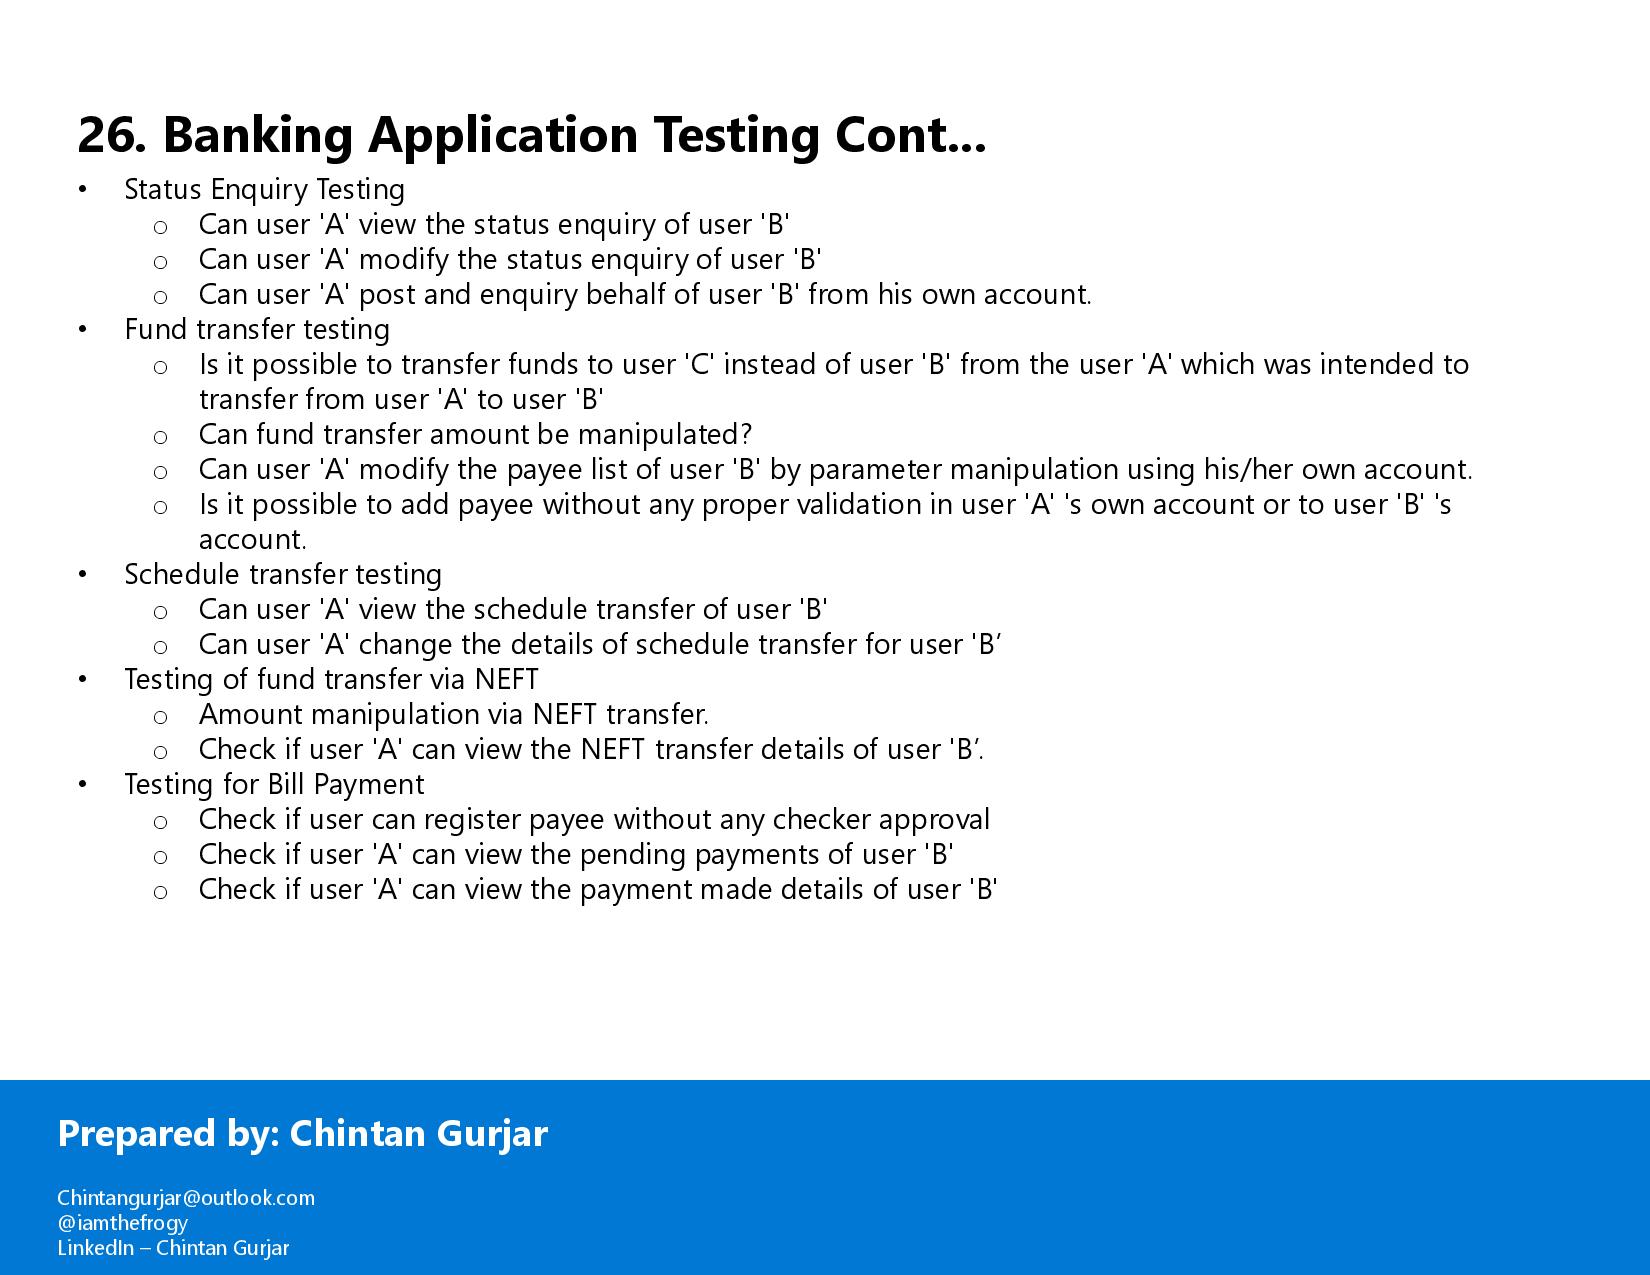 26. Banking Application Testing Cont...
• Status Enquiry Testing
o Can user 'A' view the status enquiry of user 'B'
o Can user 'A' modify the status enquiry of user 'B'
o Can user 'A' post and enquiry behalf of user 'B' from his own account.
• Fund transfer testing
o Is it possible to transfer funds to user 'C' instead of user 'B' from the user 'A' which was intended to
transfer from user 'A' to user 'B'
o Can fund transfer amount be manipulated?
o Can user 'A' modify the payee list of user 'B' by parameter manipulation using his/her own account.
o Is it possible to add payee without any proper validation in user 'A' 's own account or to user 'B' 's
account.
• Schedule transfer testing
o Can user 'A' view the schedule transfer of user 'B'
o Can user 'A' change the details of schedule transfer for user 'B’
• Testing of fund transfer via NEFT
o Amount manipulation via NEFT transfer.
o Check if user 'A' can view the NEFT transfer details of user 'B’.
• Testing for Bill Payment
o Check if user can register payee without any checker approval
o Check if user 'A' can view the pending payments of user 'B'
o Check if user 'A' can view the payment made details of user 'B'
Prepared by: Chintan Gurjar
Chintangurjar@outlook.com
@iamthefrogy
LinkedIn – Chintan Gurjar